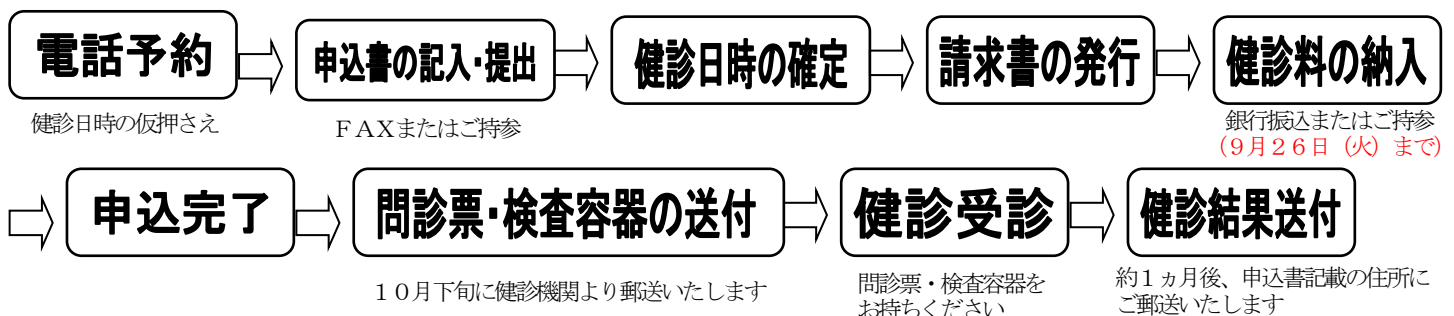 電話予約
健診日時の仮押さえ
申込書の記入・提出
ＦＡＸまたはご持参
健診日時の確定
請求書の発行
健診料の納入
銀行振込またはご持参
（９月２６日（火）まで）
申込完了
問診票・検査容器の送付
１０月下旬に健診機関より郵送いたします
健診受診
問診票・検査容器を
お持ちください
健診結果送付
約１ヵ月後、申込書記載の住所に
ご郵送いたします